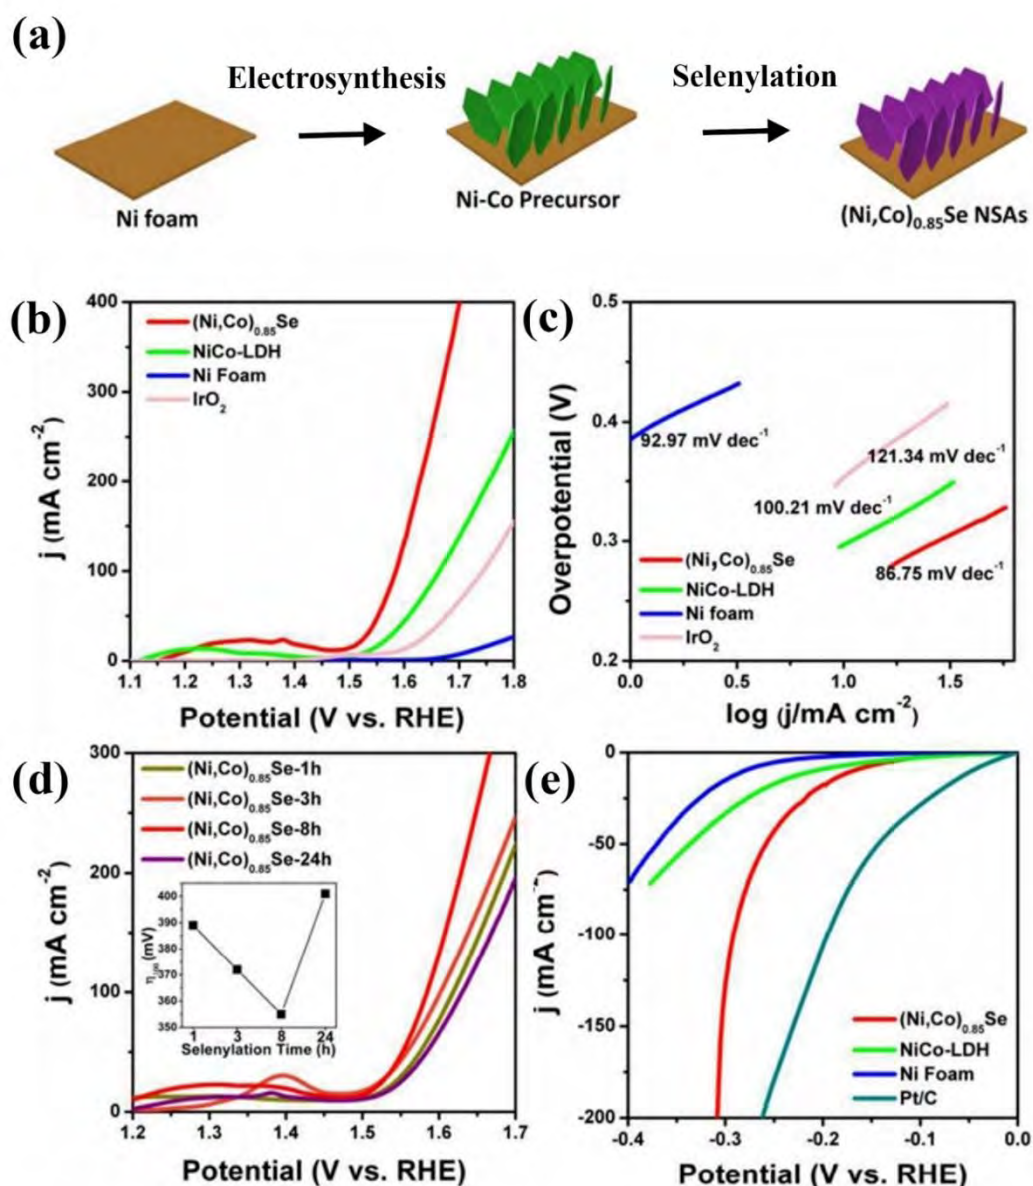 (a)
Electrosynthesis
Selenylation
Ni foam
Ni-Co Precursor
(Ni,Co)0.85Se NSAs
(b)
400
300
200
100
0
1.1 1.2 1.3 1.4 1.5 1.6 1.7 1.8
j (mA cm-2)
Potential (V vs. RHE)
(Ni,Co)0.85Se
NiCo-LDH
Ni Foam
IrO2
(c)
0.5
0.4
0.3
0.2
0.0 0.5 1.0 1.5
Overpotential (V)
log (j/mA cm-2)
92.97 mV dec-1
121.34 mV dec-1
100.21 mV dec-1
86.75 mV dec-1
(Ni,Co)0.85Se
NiCo-LDH
Ni foam
IrO2
(d)
300
200
100
0
1.2 1.3 1.4 1.5 1.6 1.7
j (mA cm-2)
Potential (V vs. RHE)
(Ni,Co)0.85Se-1h
(Ni,Co)0.85Se-3h
(Ni,Co)0.85Se-8h
(Ni,Co)0.85Se-24h
400
390
380
370
360
350
η100 (mV)
1 3 8 24
Selenylation Time (h)
(e)
0
-50
-100
-150
-200
-0.4 -0.3 -0.2 -0.1 0.0
j (mA cm-2)
Potential (V vs. RHE)
(Ni,Co)0.85Se
NiCo-LDH
Ni Foam
Pt/C